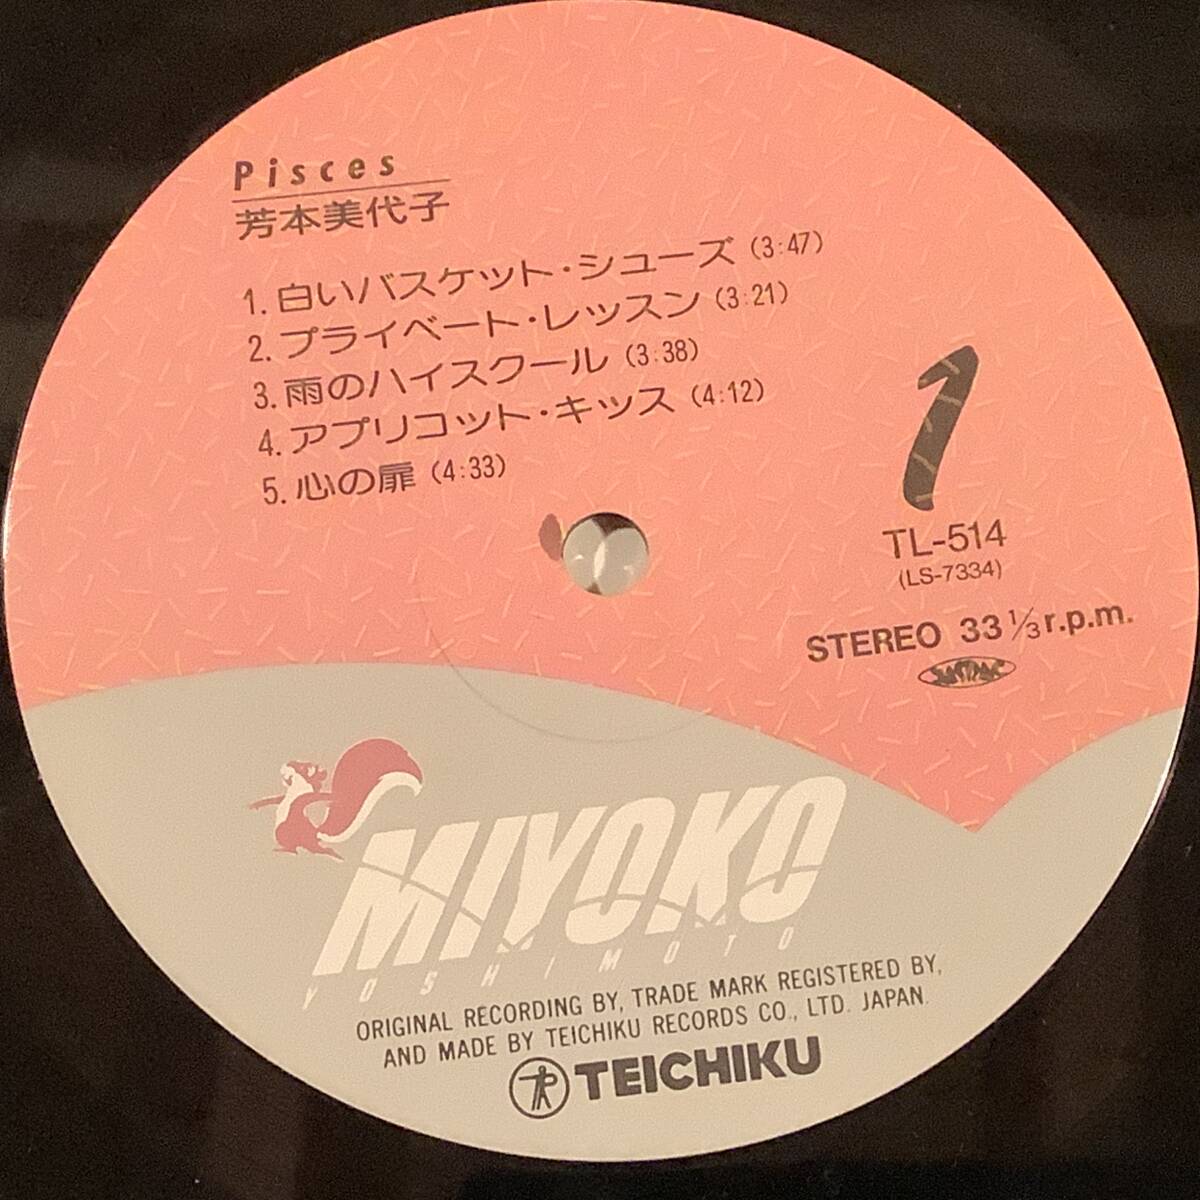 Pisces
芳本美代子
1. 白いバスケット・シューズ (3:47)
2. プライベート・レッスン (3:21)
3. 雨のハイスクール (3:38)
4. アプリコット・キッス (4:12)
5. 心の扉 (4:33)
1
TL-514
(LS-7334)
STEREO 33 1/3 r.p.m.
MIYOKO
YOSHIMOTO
ORIGINAL RECORDING BY, TRADE MARK REGISTERED BY,
AND MADE BY TEICHIKU RECORDS CO., LTD. JAPAN.
TEICHIKU